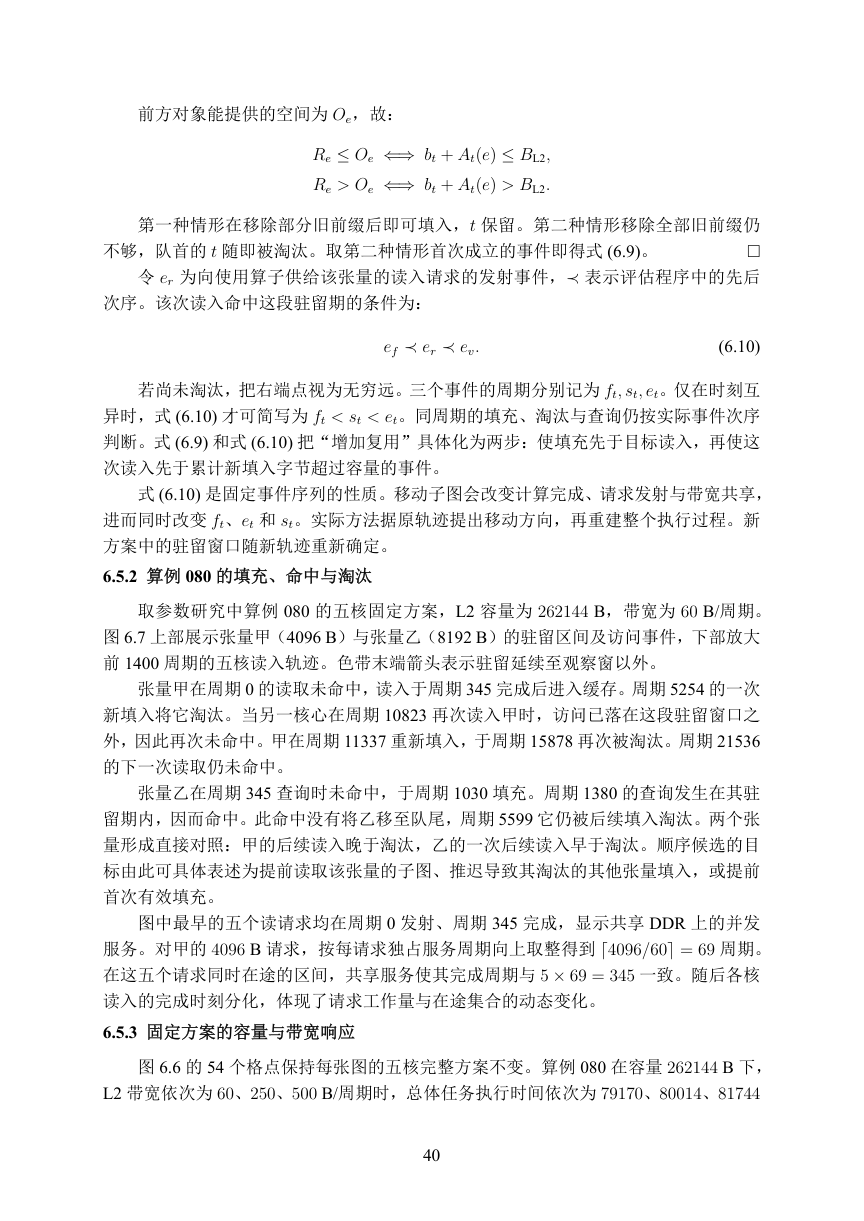 前方对象能提供的空间为 Oₑ，故：
Rₑ ≤ Oₑ ⟺ bₜ + Aₜ(e) ≤ B_L2,
Rₑ > Oₑ ⟺ bₜ + Aₜ(e) > B_L2.
第一种情形在移除部分旧前缀后即可填入，t 保留。第二种情形移除全部旧前缀仍
不够，队首的 t 随即被淘汰。取第二种情形首次成立的事件即得式 (6.9)。 □
令 e_r 为向使用算子供给该张量的读入请求的发射事件，≺ 表示评估程序中的先后
次序。该次读入命中这段驻留期的条件为：
e_f ≺ e_r ≺ e_v. (6.10)
若尚未淘汰，把右端点视为无穷远。三个事件的周期分别记为 fₜ, sₜ, eₜ。仅在时刻互
异时，式 (6.10) 才可简写为 fₜ < sₜ < eₜ。同周期的填充、淘汰与查询仍按实际事件次序
判断。式 (6.9) 和式 (6.10) 把“增加复用”具体化为两步：使填充先于目标读入，再使这
次读入先于累计新填入字节超过容量的事件。
式 (6.10) 是固定事件序列的性质。移动子图会改变计算完成、请求发射与带宽共享，
进而同时改变 fₜ、eₜ 和 sₜ。实际方法据原轨迹提出移动方向，再重建整个执行过程。新
方案中的驻留窗口随新轨迹重新确定。
6.5.2 算例 080 的填充、命中与淘汰
取参数研究中算例 080 的五核固定方案，L2 容量为 262144 B，带宽为 60 B/周期。
图 6.7 上部展示张量甲（4096 B）与张量乙（8192 B）的驻留区间及访问事件，下部放大
前 1400 周期的五核读入轨迹。色带末端箭头表示驻留延续至观察窗以外。
张量甲在周期 0 的读取未命中，读入于周期 345 完成后进入缓存。周期 5254 的一次
新填入将它淘汰。当另一核心在周期 10823 再次读入甲时，访问已落在这段驻留窗口之
外，因此再次未命中。甲在周期 11337 重新填入，于周期 15878 再次被淘汰。周期 21536
的下一次读取仍未命中。
张量乙在周期 345 查询时未命中，于周期 1030 填充。周期 1380 的查询发生在其驻
留期内，因而命中。此命中没有将乙移至队尾，周期 5599 它仍被后续填入淘汰。两个张
量形成直接对照：甲的后续读入晚于淘汰，乙的一次后续读入早于淘汰。顺序候选的目
标由此可具体表述为提前读取该张量的子图、推迟导致其淘汰的其他张量填入，或提前
首次有效填充。
图中最早的五个读请求均在周期 0 发射、周期 345 完成，显示共享 DDR 上的并发
服务。对甲的 4096 B 请求，按每请求独占服务周期向上取整得到 ⌈4096/60⌉ = 69 周期。
在这五个请求同时在途的区间，共享服务使其完成周期与 5 × 69 = 345 一致。随后各核
读入的完成时刻分化，体现了请求工作量与在途集合的动态变化。
6.5.3 固定方案的容量与带宽响应
图 6.6 的 54 个格点保持每张图的五核完整方案不变。算例 080 在容量 262144 B 下，
L2 带宽依次为 60、250、500 B/周期时，总体任务执行时间依次为 79170、80014、81744
40